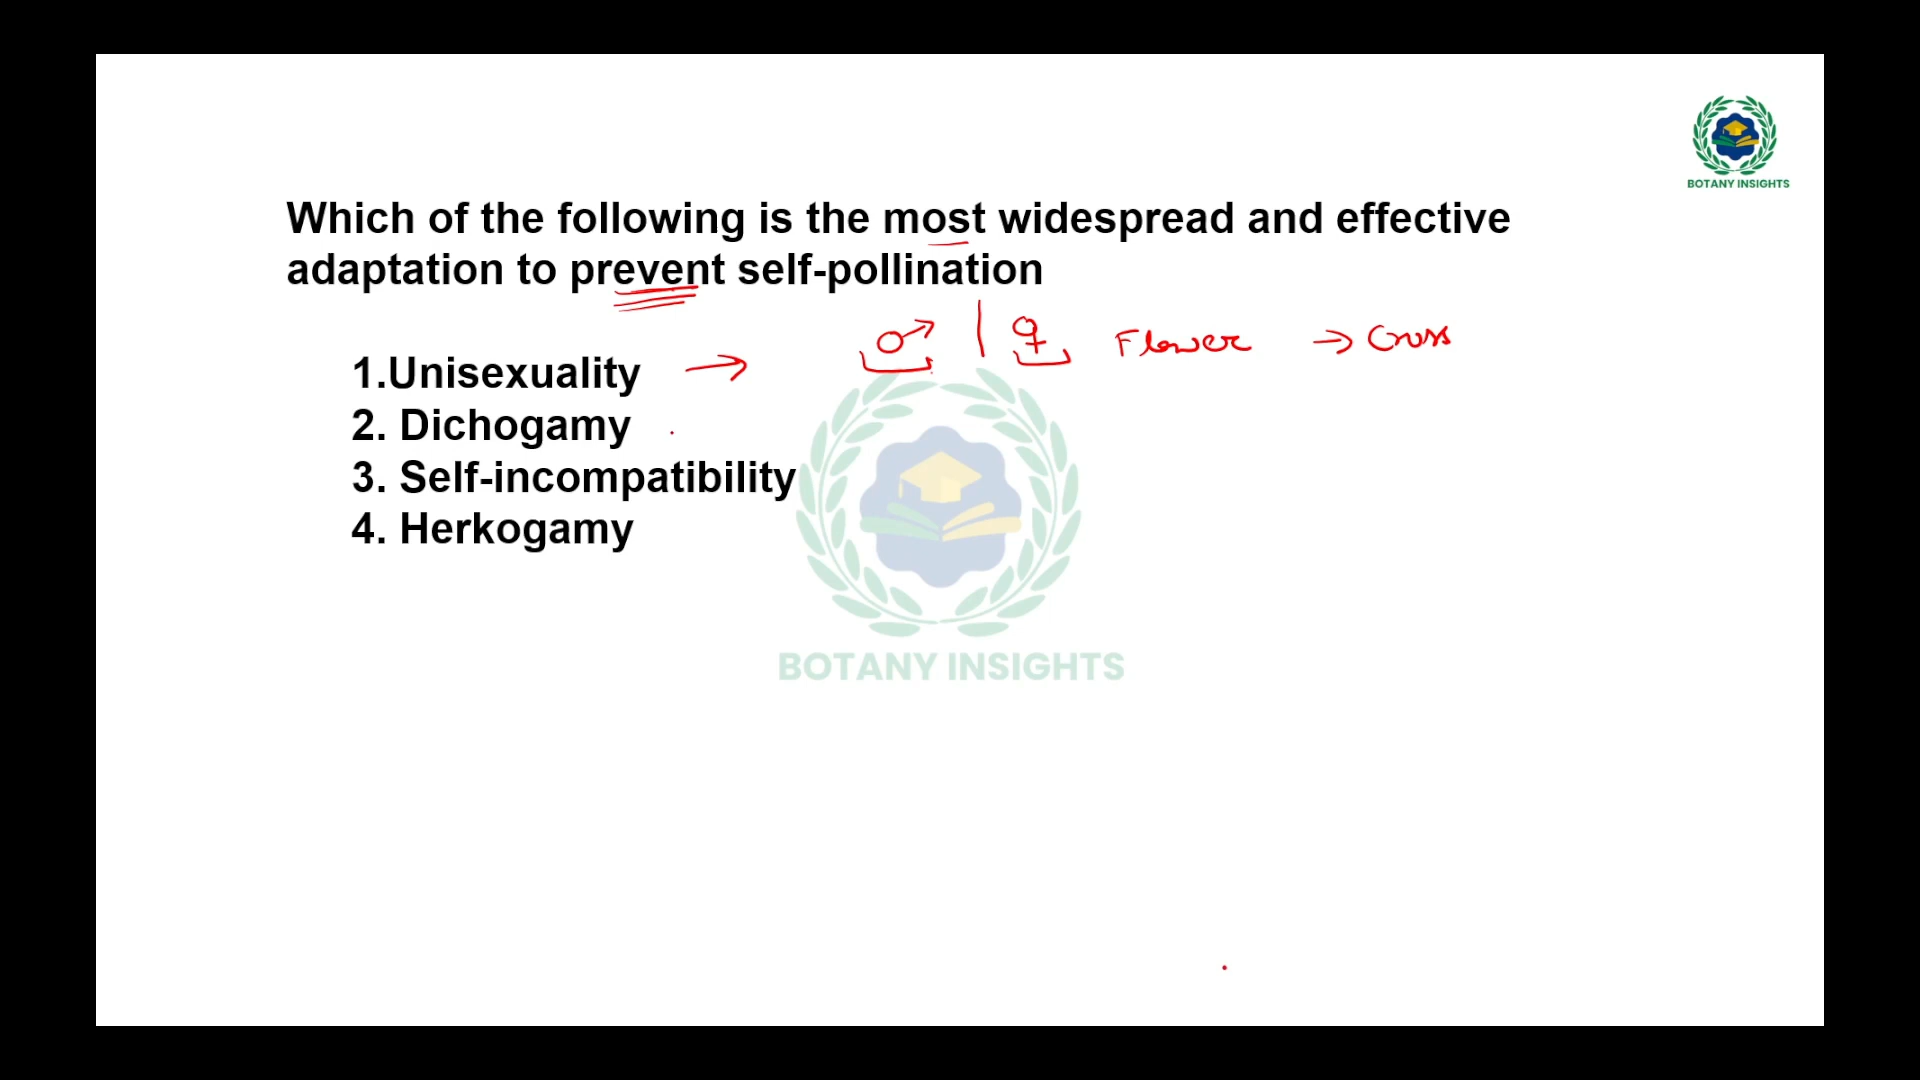 BOTANY INSIGHTS
Which of the following is the most widespread and effective
adaptation to prevent self-pollination
♂ | ♀ Flower → Cross
1.Unisexuality →
2. Dichogamy
3. Self-incompatibility
4. Herkogamy
BOTANY INSIGHTS